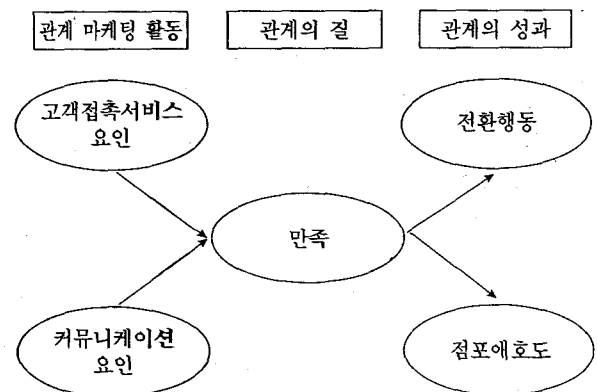 관계 마케팅 활동
관계의 질
관계의 성과
고객접촉서비스
요인
전환행동
만족
커뮤니케이션
요인
점포애호도